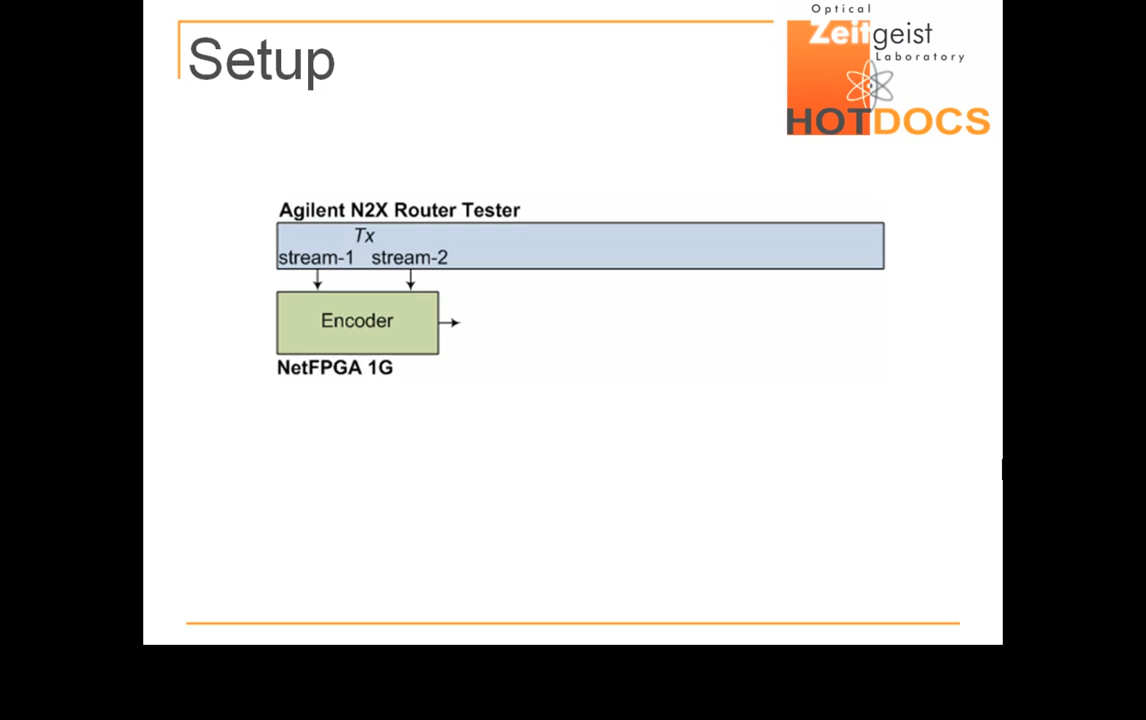 Setup
Optical
Zeitgeist
Laboratory
HOTDOCS
Agilent N2X Router Tester
Tx
stream-1 stream-2
Encoder
NetFPGA 1G